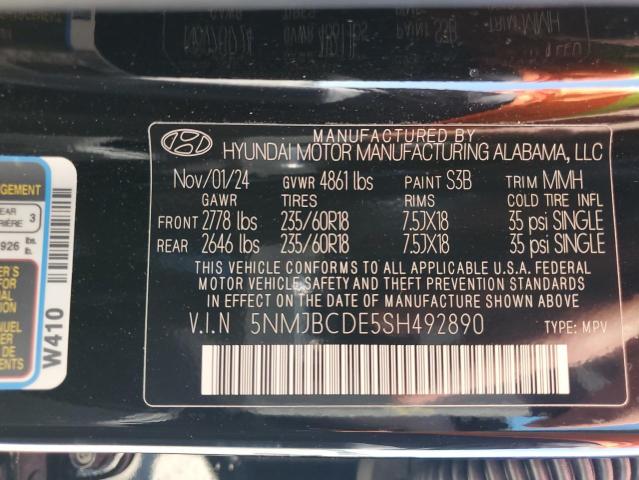 MANUFACTURED BY
HYUNDAI MOTOR MANUFACTURING ALABAMA, LLC
Nov/01/24 GVWR 4861 lbs PAINT S3B TRIM MMH
GAWR TIRES RIMS COLD TIRE INFL
FRONT 2778 lbs 235/60R18 7.5JX18 35 psi SINGLE
REAR 2646 lbs 235/60R18 7.5JX18 35 psi SINGLE
THIS VEHICLE CONFORMS TO ALL APPLICABLE U.S.A. FEDERAL
MOTOR VEHICLE SAFETY AND THEFT PREVENTION STANDARDS
IN EFFECT ON THE DATE OF MANUFACTURE SHOWN ABOVE.
V.I.N 5NMJBCDE5SH492890 TYPE: MPV
3
926 lbs.
W410